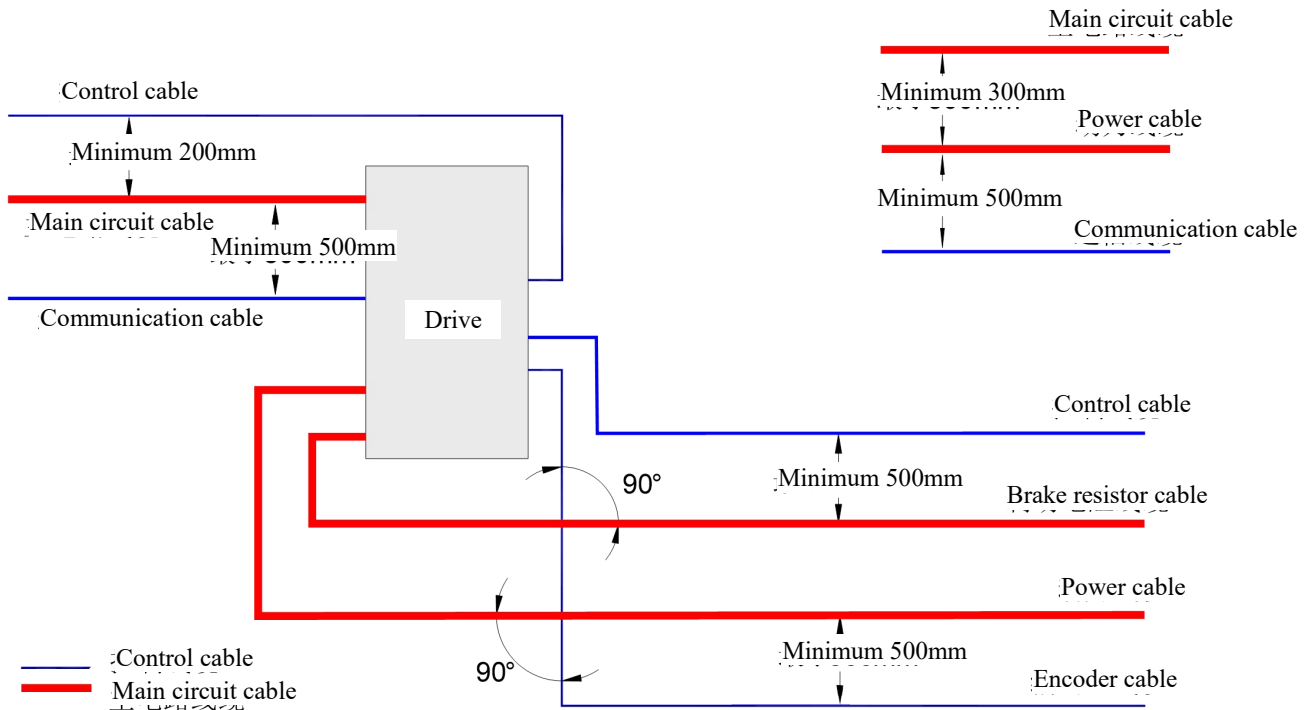 Main circuit cable
Control cable
Minimum 300mm
Power cable
Minimum 200mm
Minimum 500mm
Main circuit cable
Communication cable
Minimum 500mm
Communication cable
Drive
Control cable
Minimum 500mm
90°
Brake resistor cable
Power cable
Minimum 500mm
Control cable
90°
Encoder cable
Main circuit cable